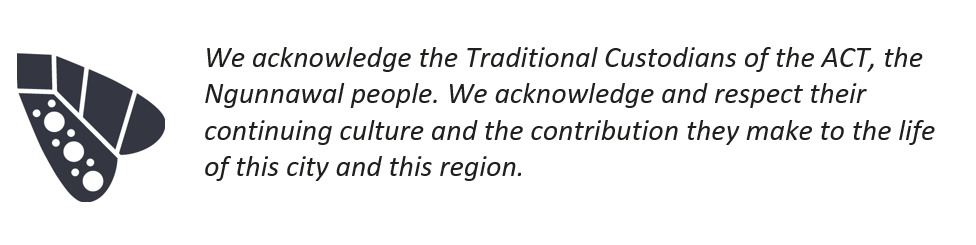 We acknowledge the Traditional Custodians of the ACT, the
Ngunnawal people. We acknowledge and respect their
continuing culture and the contribution they make to the life
of this city and this region.